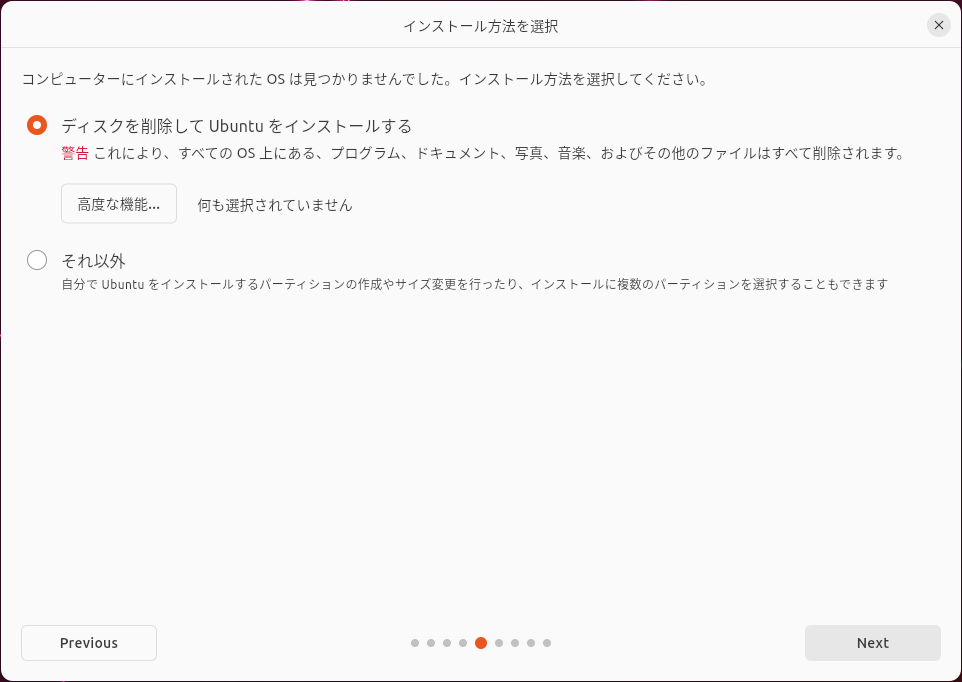 インストール方法を選択
コンピューターにインストールされた OS は見つかりませんでした。インストール方法を選択してください。
ディスクを削除して Ubuntu をインストールする
警告 これにより、すべての OS 上にある、プログラム、ドキュメント、写真、音楽、およびその他のファイルはすべて削除されます。
高度な機能... 何も選択されていません
それ以外
自分で Ubuntu をインストールするパーティションの作成やサイズ変更を行ったり、インストールに複数のパーティションを選択することもできます
Previous Next